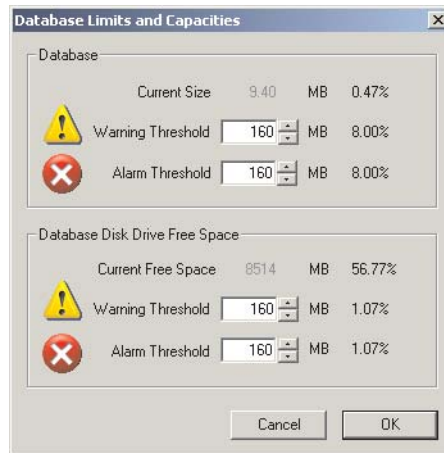 Database Limits and Capacities
Database
Current Size 9.40 MB 0.47%
Warning Threshold 160 MB 8.00%
Alarm Threshold 160 MB 8.00%
Database Disk Drive Free Space
Current Free Space 8514 MB 56.77%
Warning Threshold 160 MB 1.07%
Alarm Threshold 160 MB 1.07%
Cancel OK